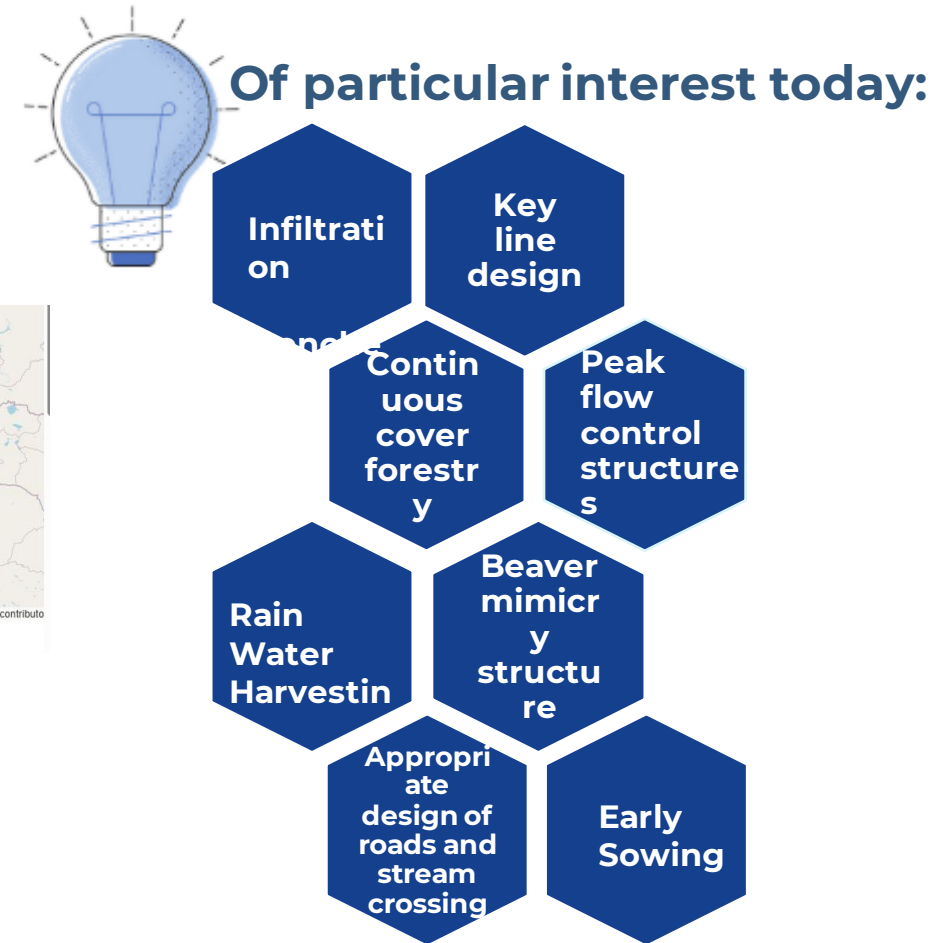 Of particular interest today:
Infiltrati
on
Key
line
design
Contin
uous
cover
forestr
y
Peak
flow
control
structure
s
Rain
Water
Harvestin
Beaver
mimicr
y
structu
re
Appropri
ate
design of
roads and
stream
crossing
Early
Sowing
contributo